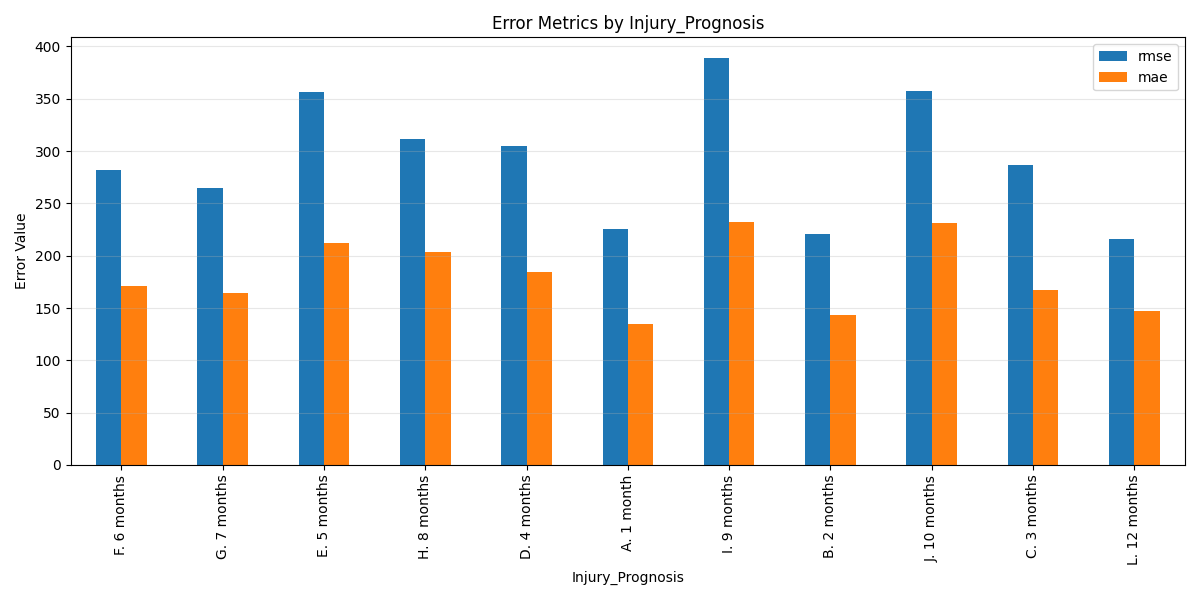 Error Metrics by Injury_Prognosis
rmse
mae
400
350
300
250
200
150
100
50
0
Error Value
F. 6 months
G. 7 months
E. 5 months
H. 8 months
D. 4 months
A. 1 month
I. 9 months
B. 2 months
J. 10 months
C. 3 months
L. 12 months
Injury_Prognosis